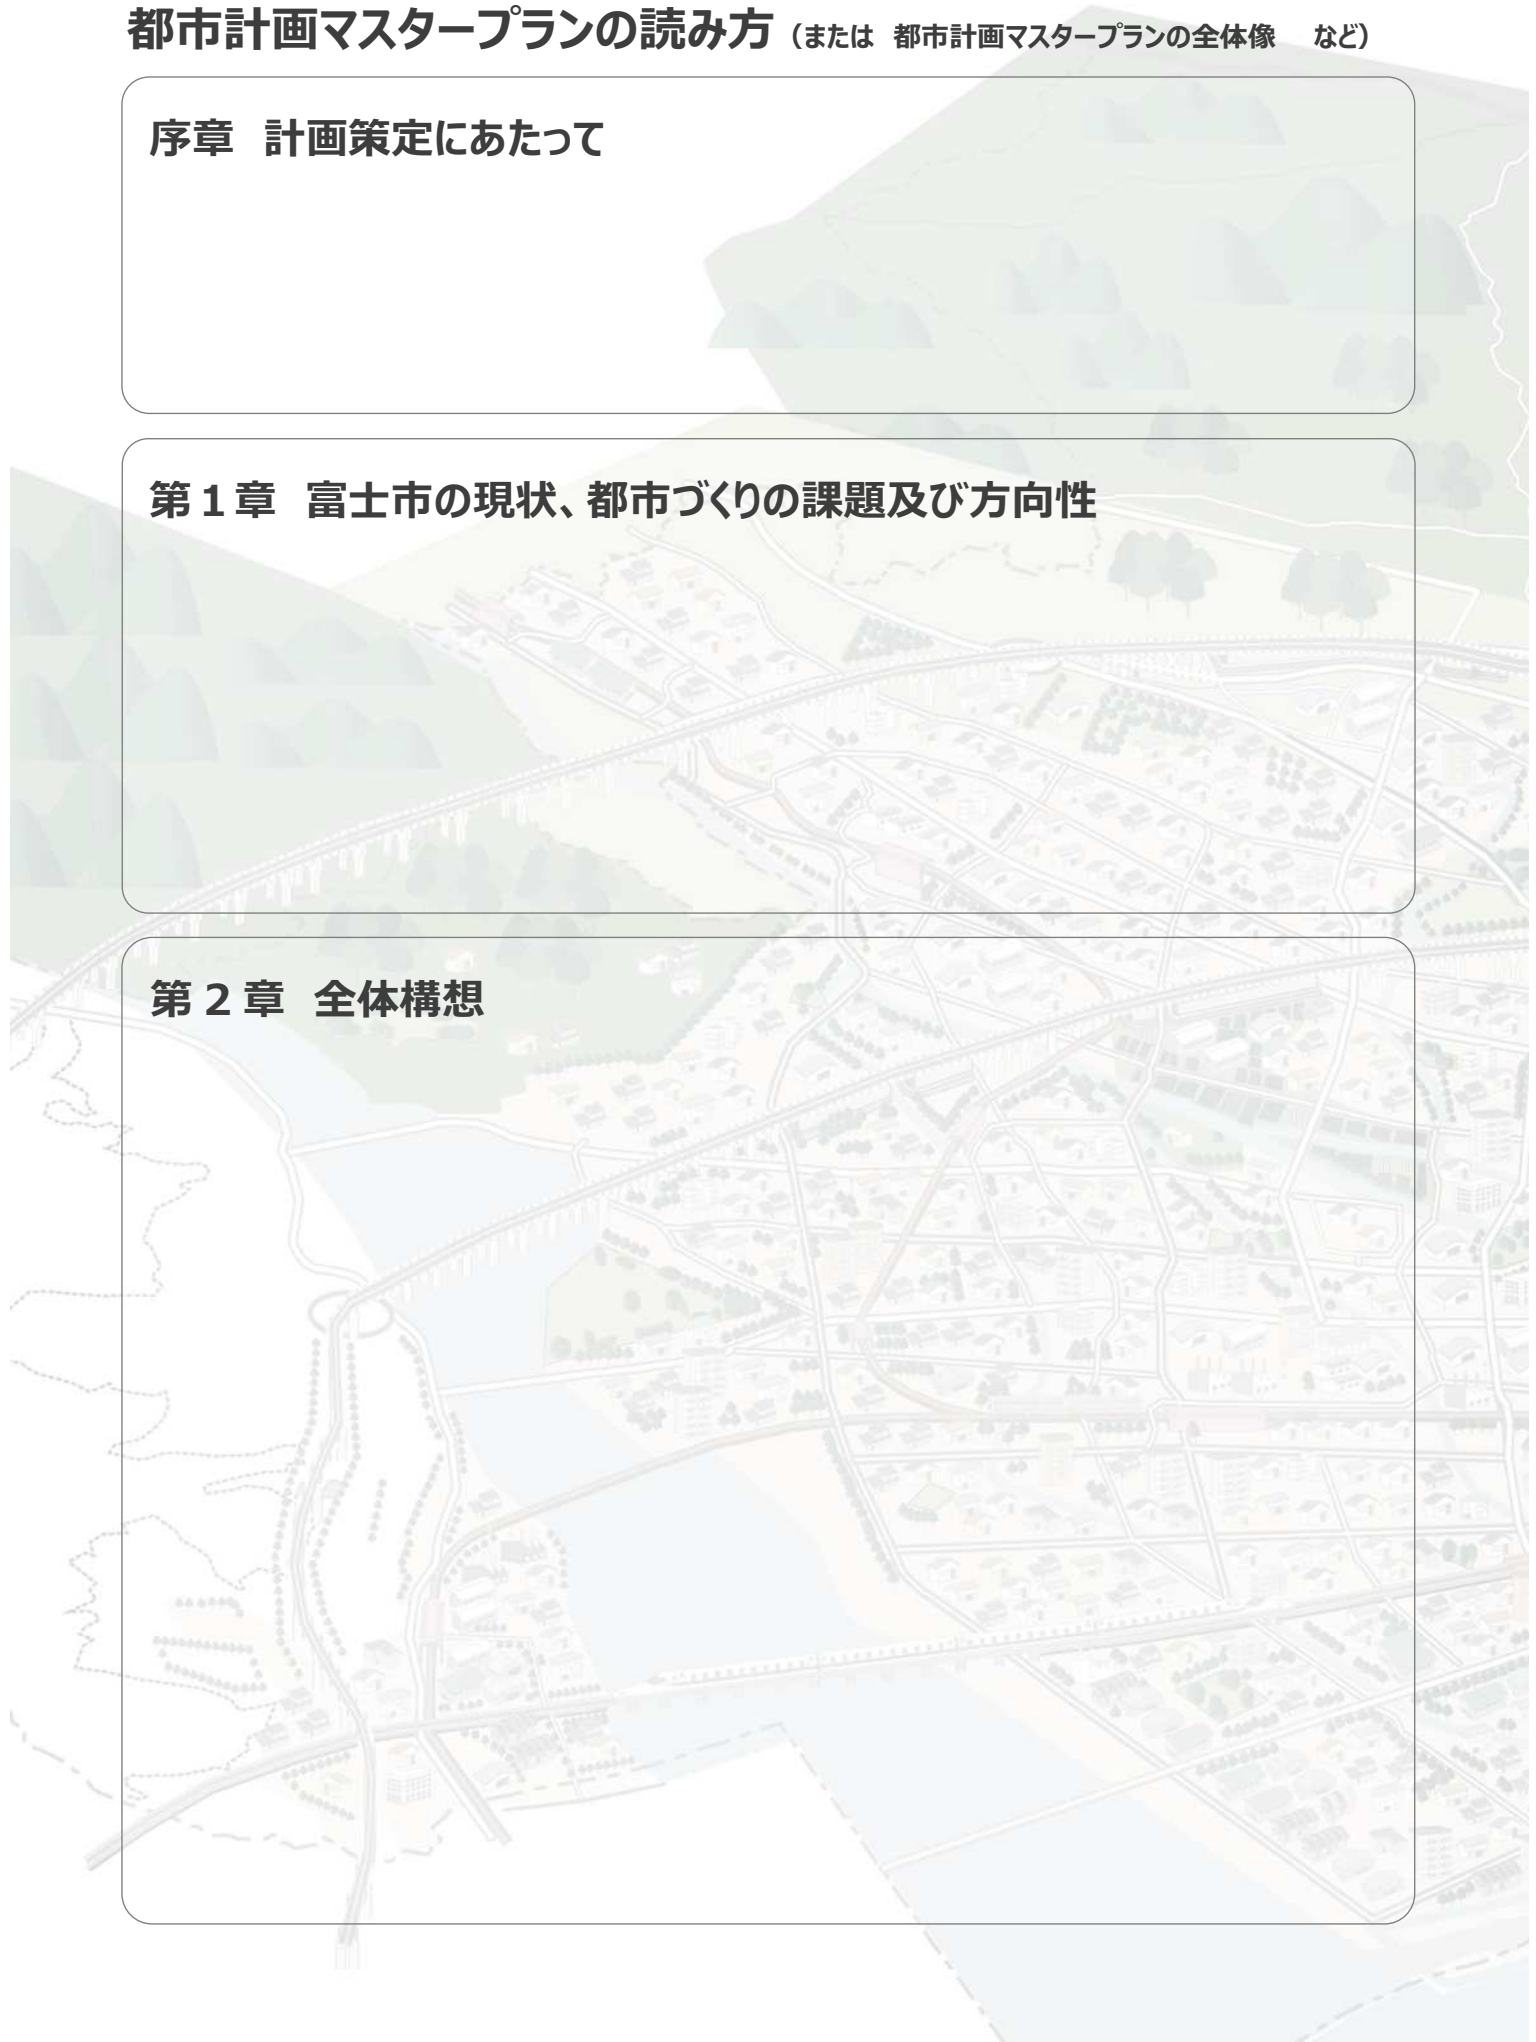 都市計画マスタープランの読み方（または 都市計画マスタープランの全体像 など）
序章 計画策定にあたって
第１章 富士市の現状、都市づくりの課題及び方向性
第２章 全体構想